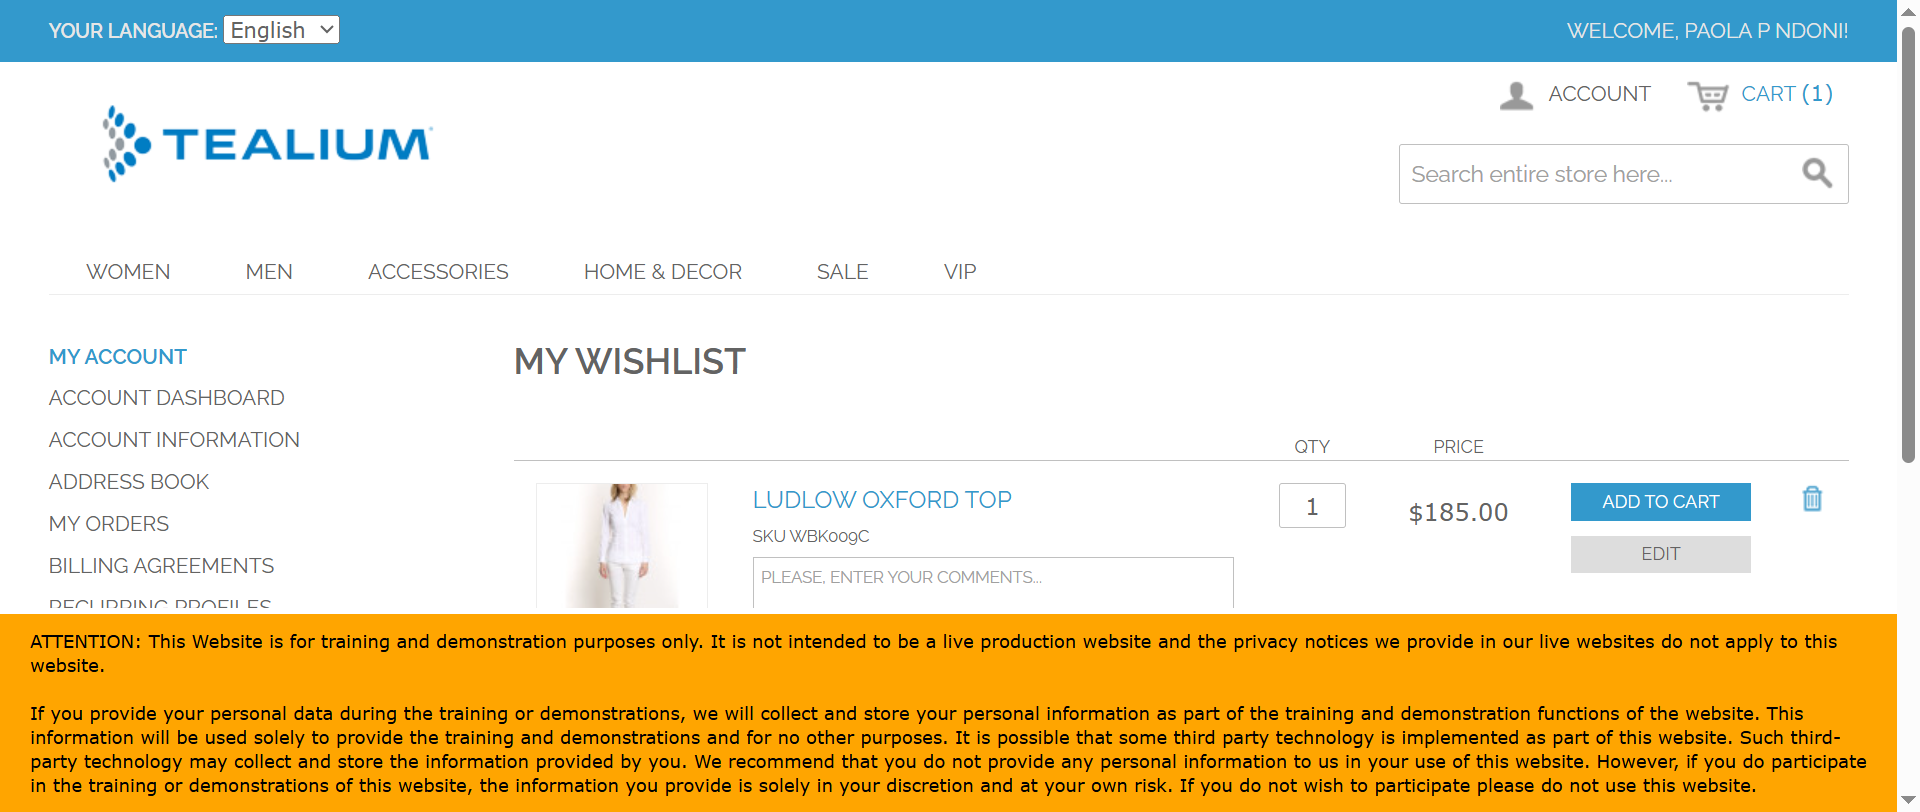 YOUR LANGUAGE: English
WELCOME, PAOLA P NDONI!
ACCOUNT
CART (1)
TEALIUM
Search entire store here...
WOMEN MEN ACCESSORIES HOME & DECOR SALE VIP
MY ACCOUNT
ACCOUNT DASHBOARD
ACCOUNT INFORMATION
ADDRESS BOOK
MY ORDERS
BILLING AGREEMENTS
RECURRING PROFILES
MY WISHLIST
QTY PRICE
LUDLOW OXFORD TOP
SKU WBK009C
PLEASE, ENTER YOUR COMMENTS...
1
$185.00
ADD TO CART
EDIT
ATTENTION: This Website is for training and demonstration purposes only. It is not intended to be a live production website and the privacy notices we provide in our live websites do not apply to this
website.
If you provide your personal data during the training or demonstrations, we will collect and store your personal information as part of the training and demonstration functions of the website. This
information will be used solely to provide the training and demonstrations and for no other purposes. It is possible that some third party technology is implemented as part of this website. Such third-
party technology may collect and store the information provided by you. We recommend that you do not provide any personal information to us in your use of this website. However, if you do participate
in the training or demonstrations of this website, the information you provide is solely in your discretion and at your own risk. If you do not wish to participate please do not use this website.